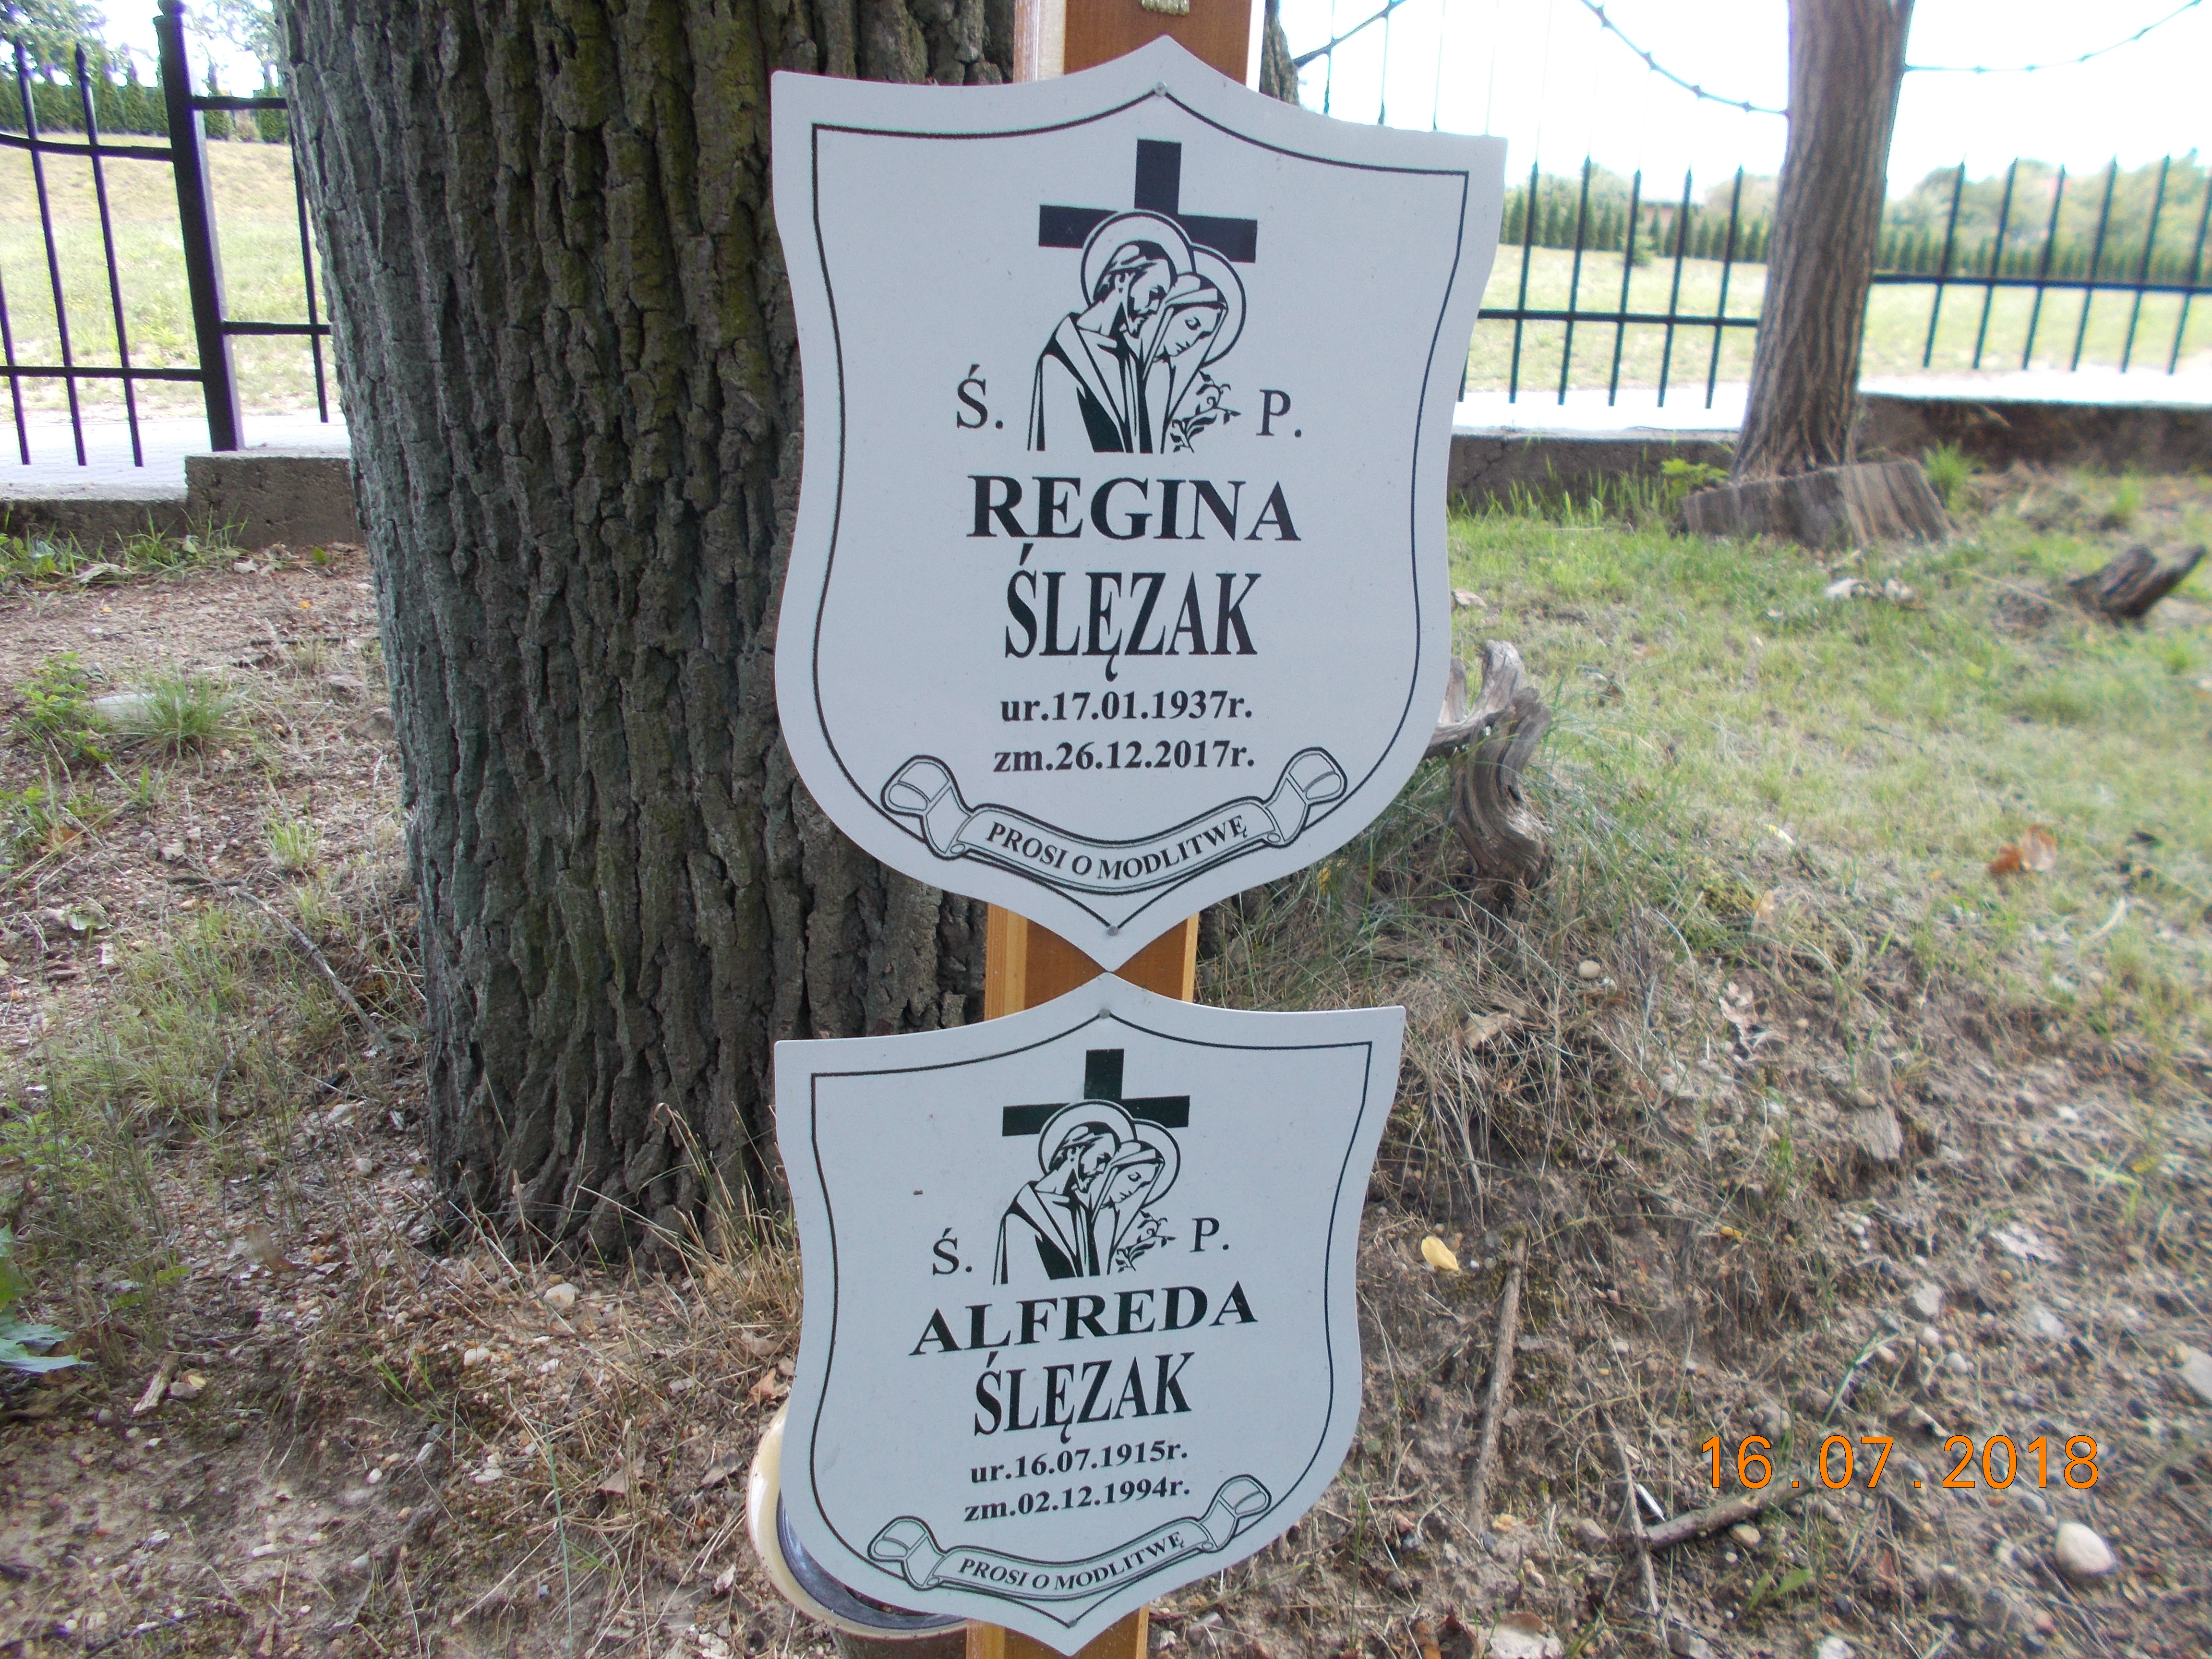 Ś. P.
REGINA
ŚLĘZAK
ur.17.01.1937r.
zm.26.12.2017r.
PROSI O MODLITWĘ
Ś. P.
ALFREDA
ŚLĘZAK
ur.16.07.1915r.
zm.02.12.1994r.
PROSI O MODLITWĘ
16.07.2018